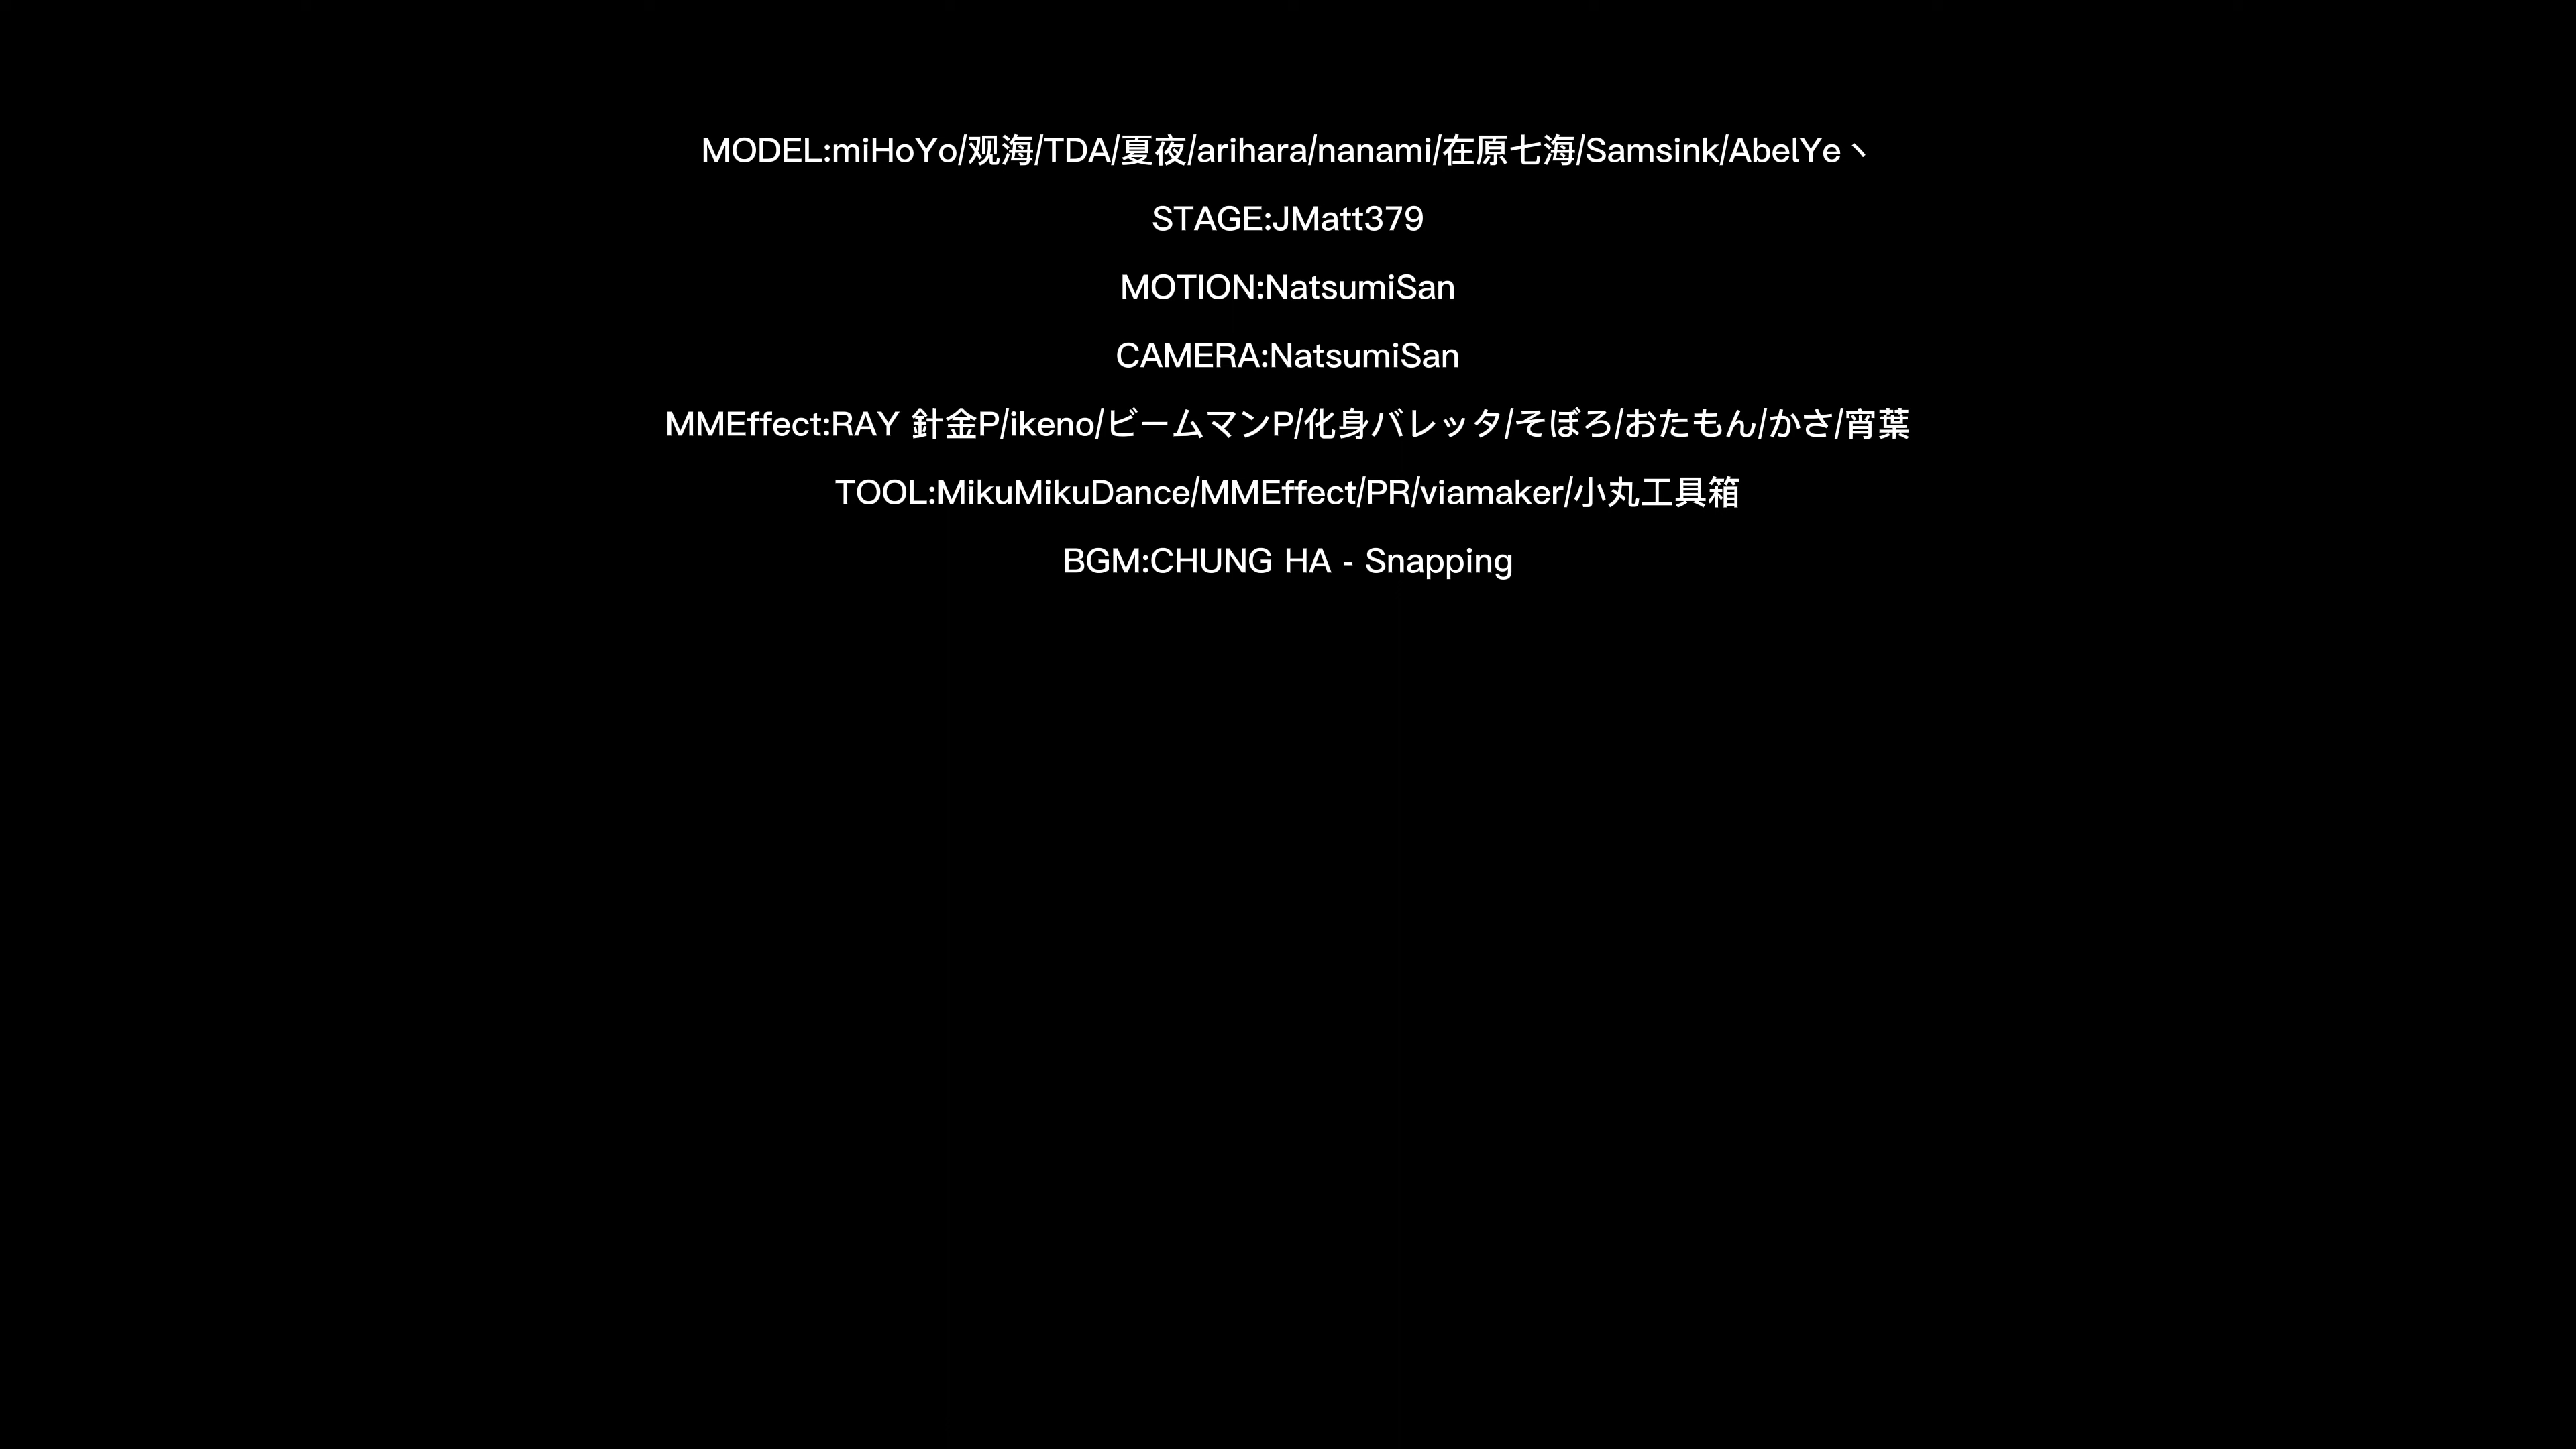 MODEL:miHoYo/观海/TDA/夏夜/arihara/nanami/在原七海/Samsink/AbelYe丶
STAGE:JMatt379
MOTION:NatsumiSan
CAMERA:NatsumiSan
MMEffect:RAY 針金P/ikeno/ビームマンP/化身バレッタ/そぼろ/おたもん/かさ/宵葉
TOOL:MikuMikuDance/MMEffect/PR/viamaker/小丸工具箱
BGM:CHUNG HA - Snapping